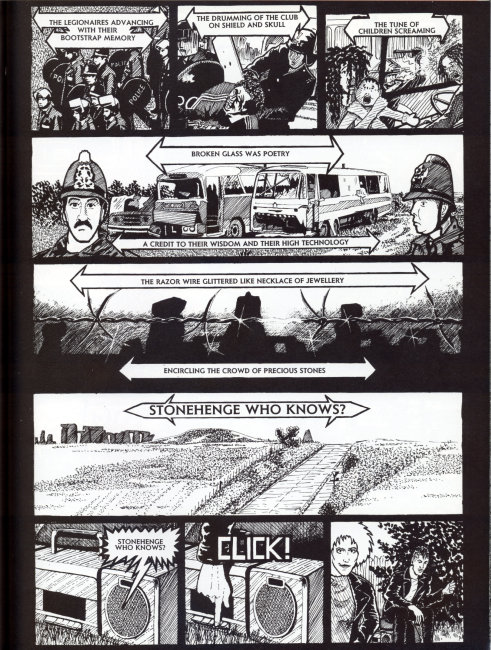 THE LEGIONAIRES ADVANCING
WITH THEIR
BOOTSTRAP MEMORY
THE DRUMMING OF THE CLUB
ON SHIELD AND SKULL
THE TUNE OF
CHILDREN SCREAMING
POLICE
POLICE
BROKEN GLASS WAS POETRY
A CREDIT TO THEIR WISDOM AND THEIR HIGH TECHNOLOGY
THE RAZOR WIRE GLITTERED LIKE NECKLACE OF JEWELLERY
ENCIRCLING THE CROWD OF PRECIOUS STONES
STONEHENGE WHO KNOWS?
STONEHENGE
WHO KNOWS?
CLICK!